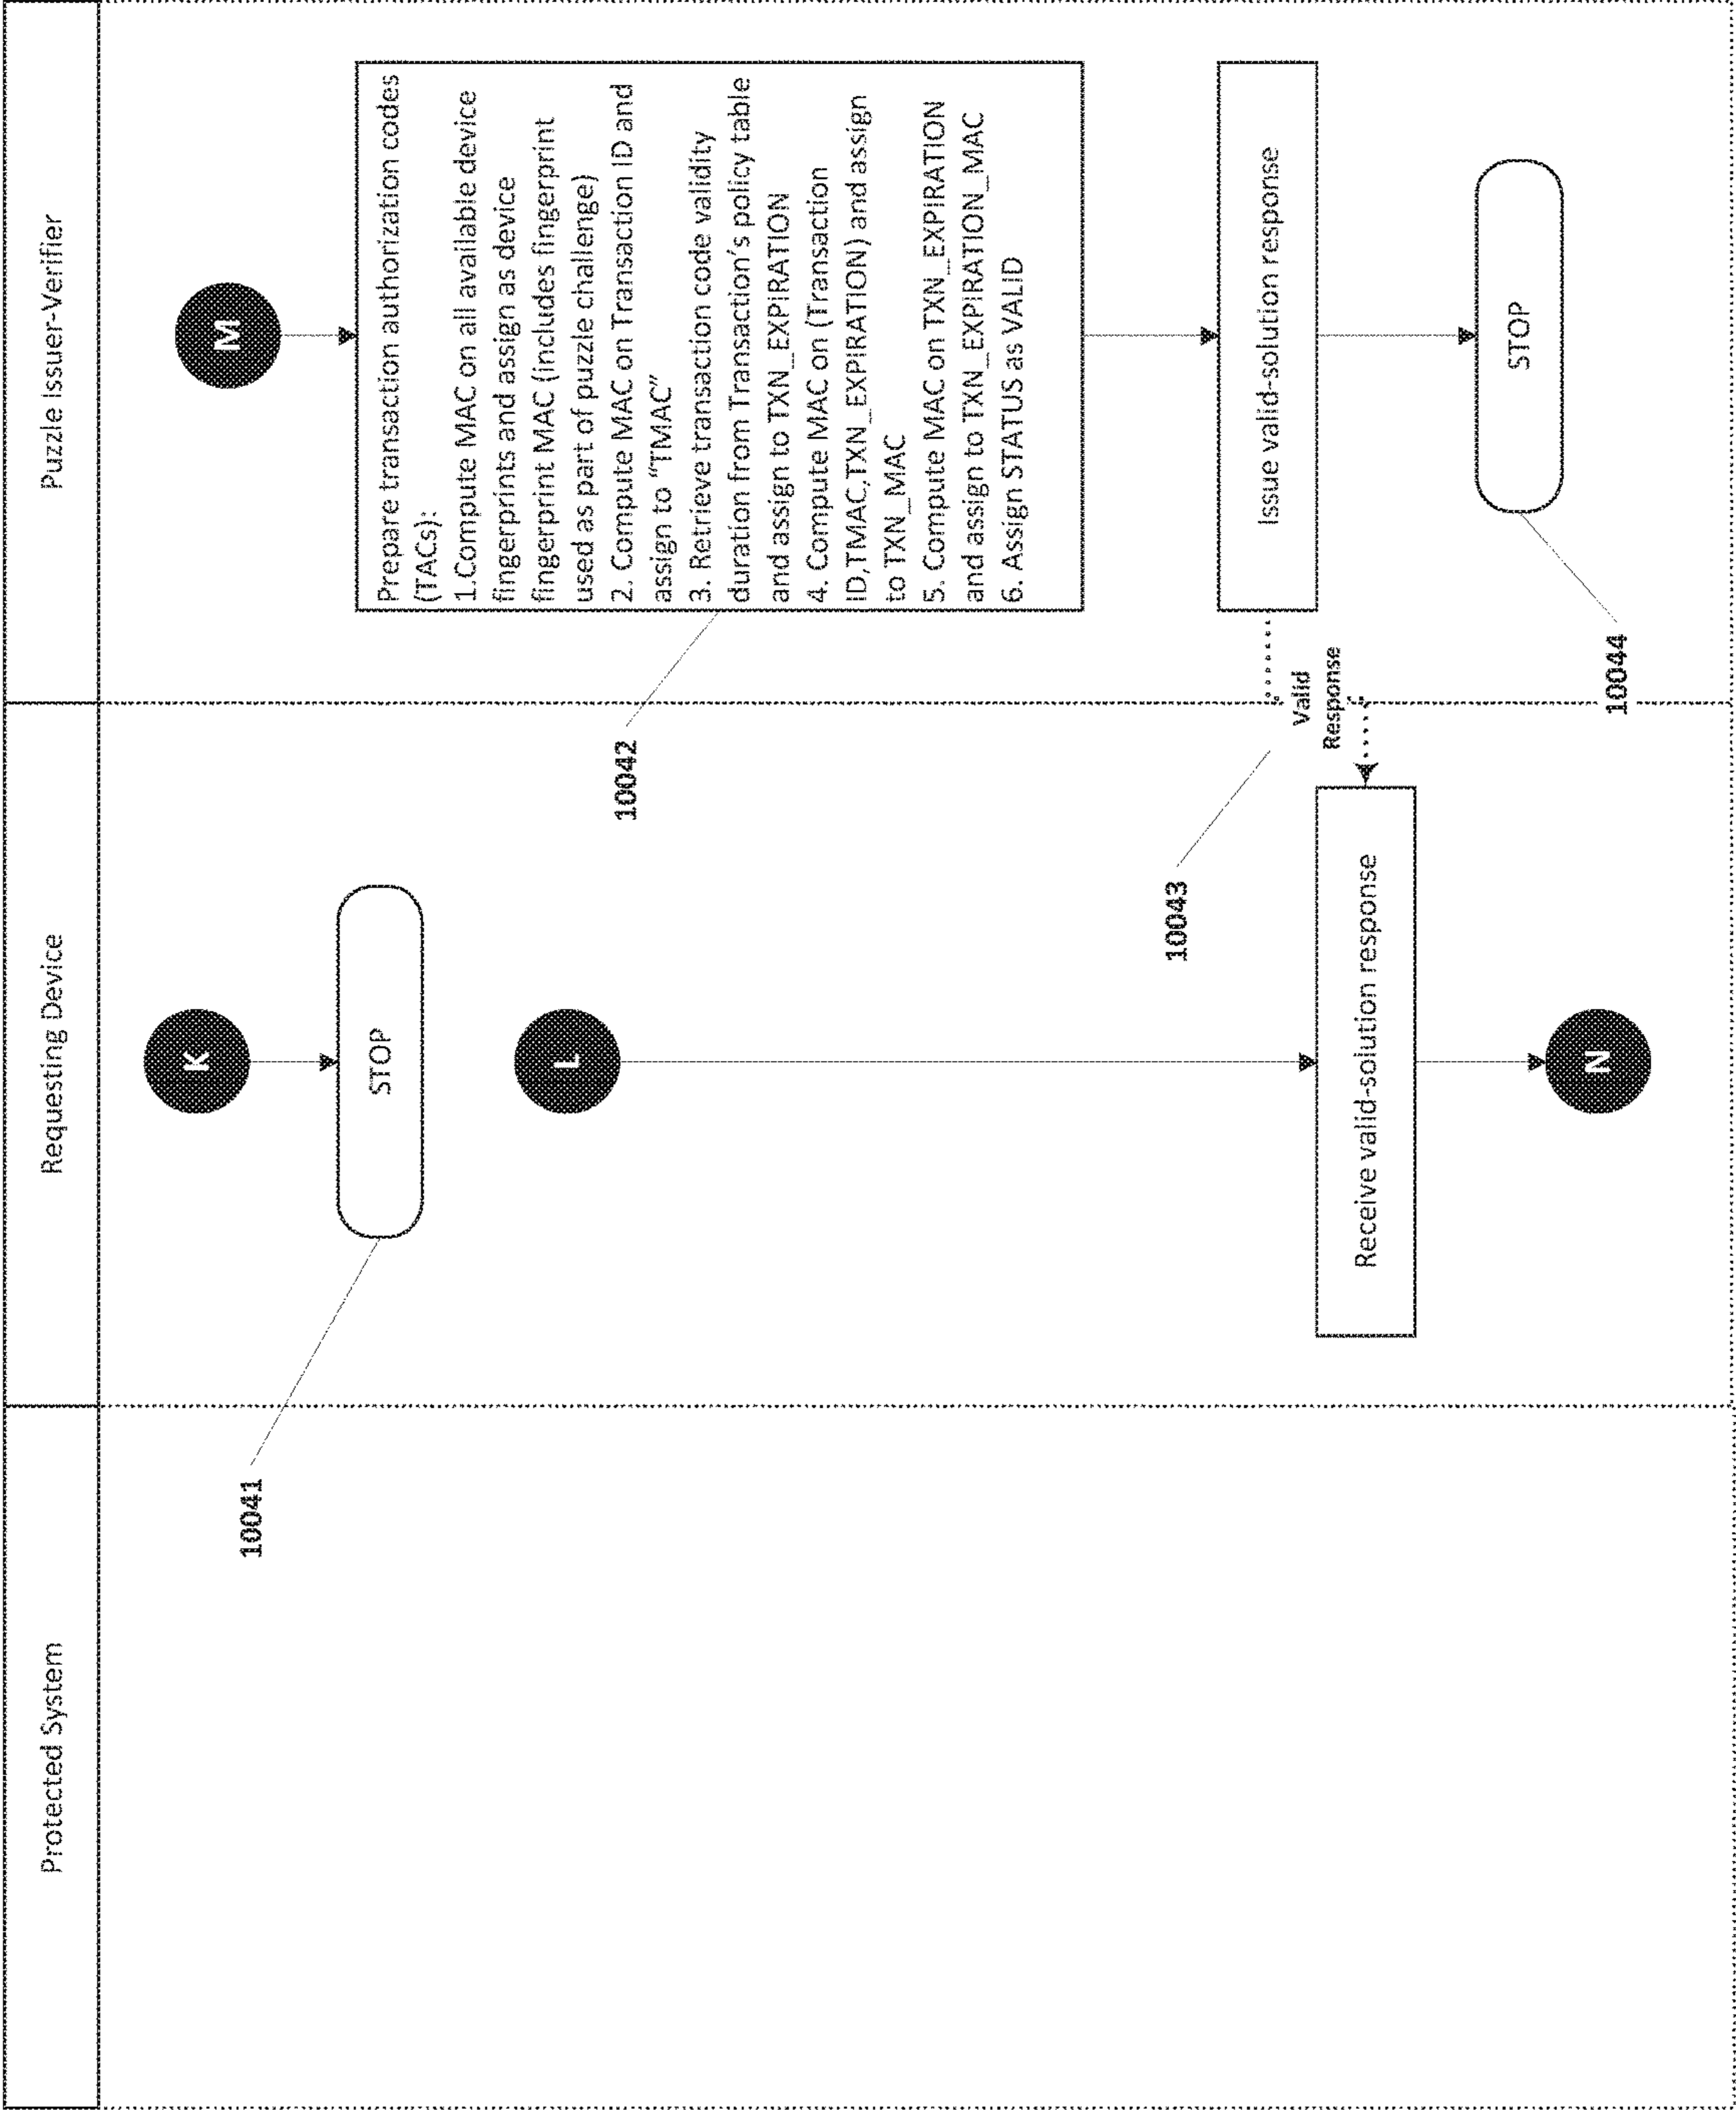 Protected System
Requesting Device
Puzzle Issuer-Verifier
10041
K
STOP
L
Receive valid-solution response
N
M
Prepare transaction authorization codes
(TACs):
1.Compute MAC on all available device
fingerprints and assign as device
fingerprint MAC (includes fingerprint
used as part of puzzle challenge)
2. Compute MAC on Transaction ID and
assign to “TMAC”
3. Retrieve transaction code validity
duration from Transaction’s policy table
and assign to TXN_EXPIRATION
4. Compute MAC on (Transaction
ID,TMAC,TXN_EXPIRATION) and assign
to TXN_MAC
5. Compute MAC on TXN_EXPIRATION
and assign to TXN_EXPIRATION_MAC
6. Assign STATUS as VALID
10042
Issue valid-solution response
Valid
Response
10043
STOP
10044